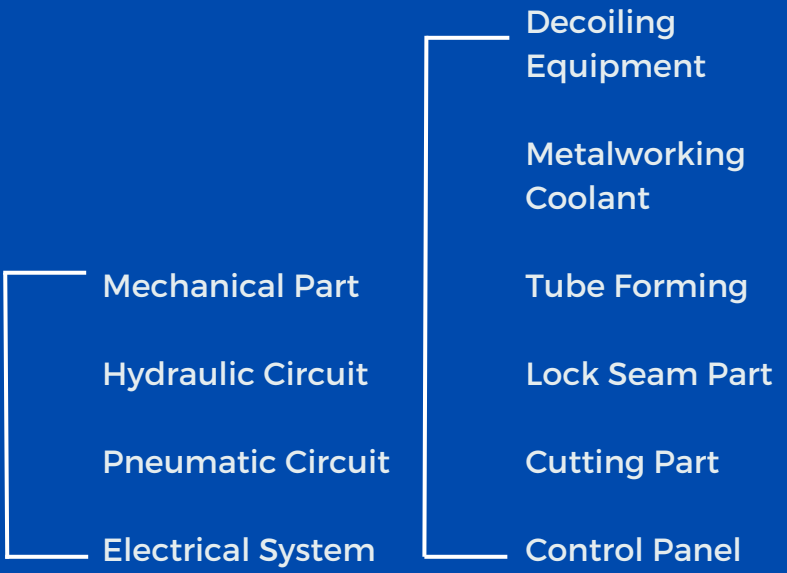 Mechanical Part
Hydraulic Circuit
Pneumatic Circuit
Electrical System
Decoiling
Equipment
Metalworking
Coolant
Tube Forming
Lock Seam Part
Cutting Part
Control Panel